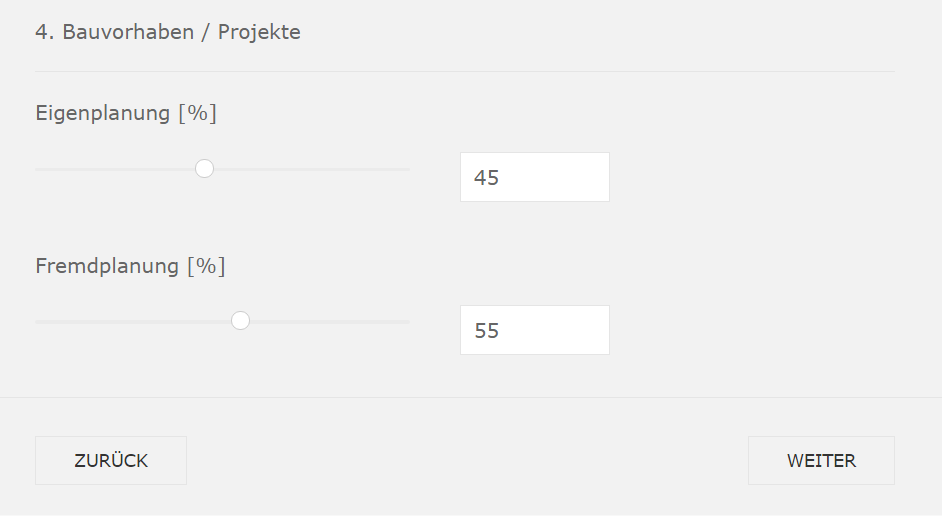 4. Bauvorhaben / Projekte
Eigenplanung [%]
45
Fremdplanung [%]
55
ZURÜCK
WEITER